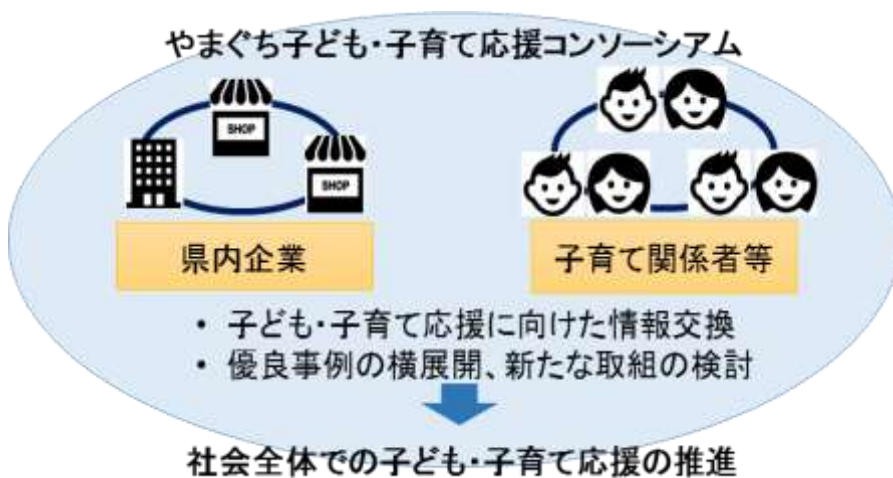 やまぐち子ども・子育て応援コンソーシアム
SHOP
SHOP
県内企業
子育て関係者等
・ 子ども・子育て応援に向けた情報交換
・ 優良事例の横展開、新たな取組の検討
社会全体での子ども・子育て応援の推進